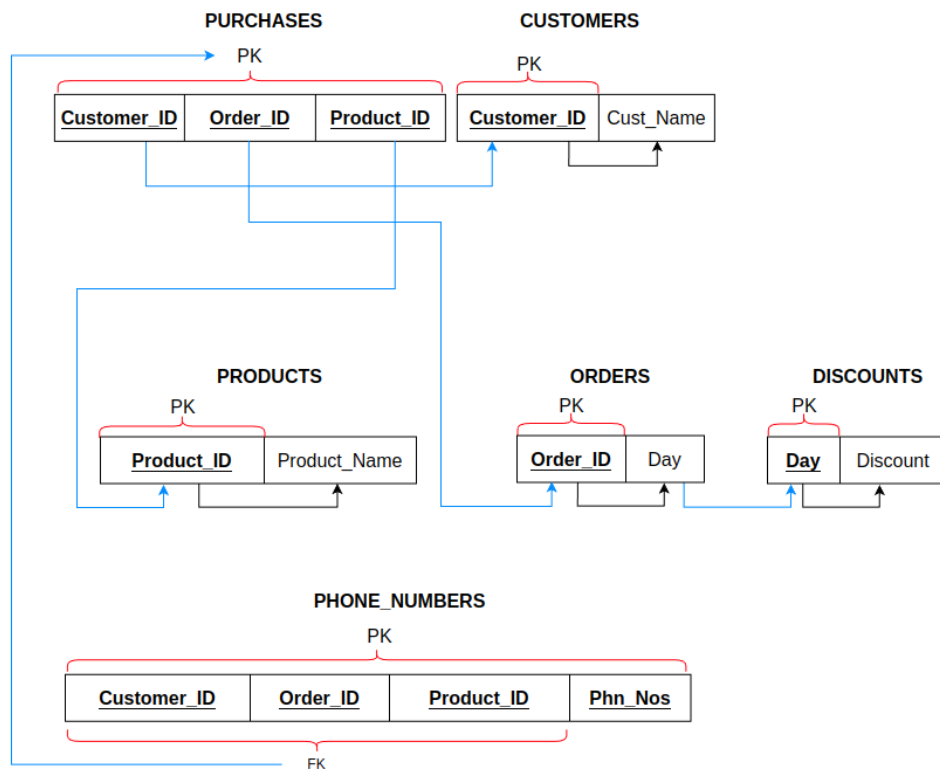 PURCHASES CUSTOMERS
PK PK
Customer_ID Order_ID Product_ID Customer_ID Cust_Name
PRODUCTS ORDERS DISCOUNTS
PK PK PK
Product_ID Product_Name Order_ID Day Day Discount
PHONE_NUMBERS
PK
Customer_ID Order_ID Product_ID Phn_Nos
FK